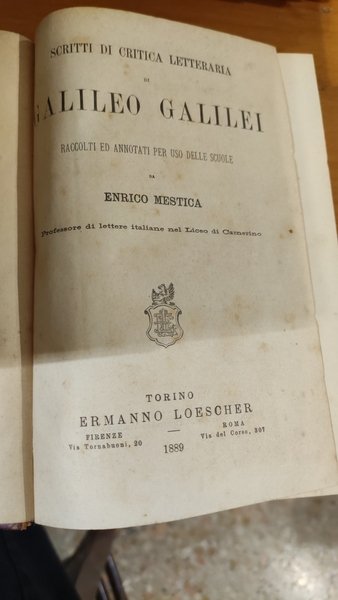 SCRITTI DI CRITICA LETTERARIA
DI
GALILEO GALILEI
RACCOLTI ED ANNOTATI PER USO DELLE SCUOLE
DA
ENRICO MESTICA
Professore di lettere italiane nel Liceo di Camerino
TORINO
ERMANNO LOESCHER
FIRENZE ROMA
Via Tornabuoni, 20 Via del Corso, 307
1889